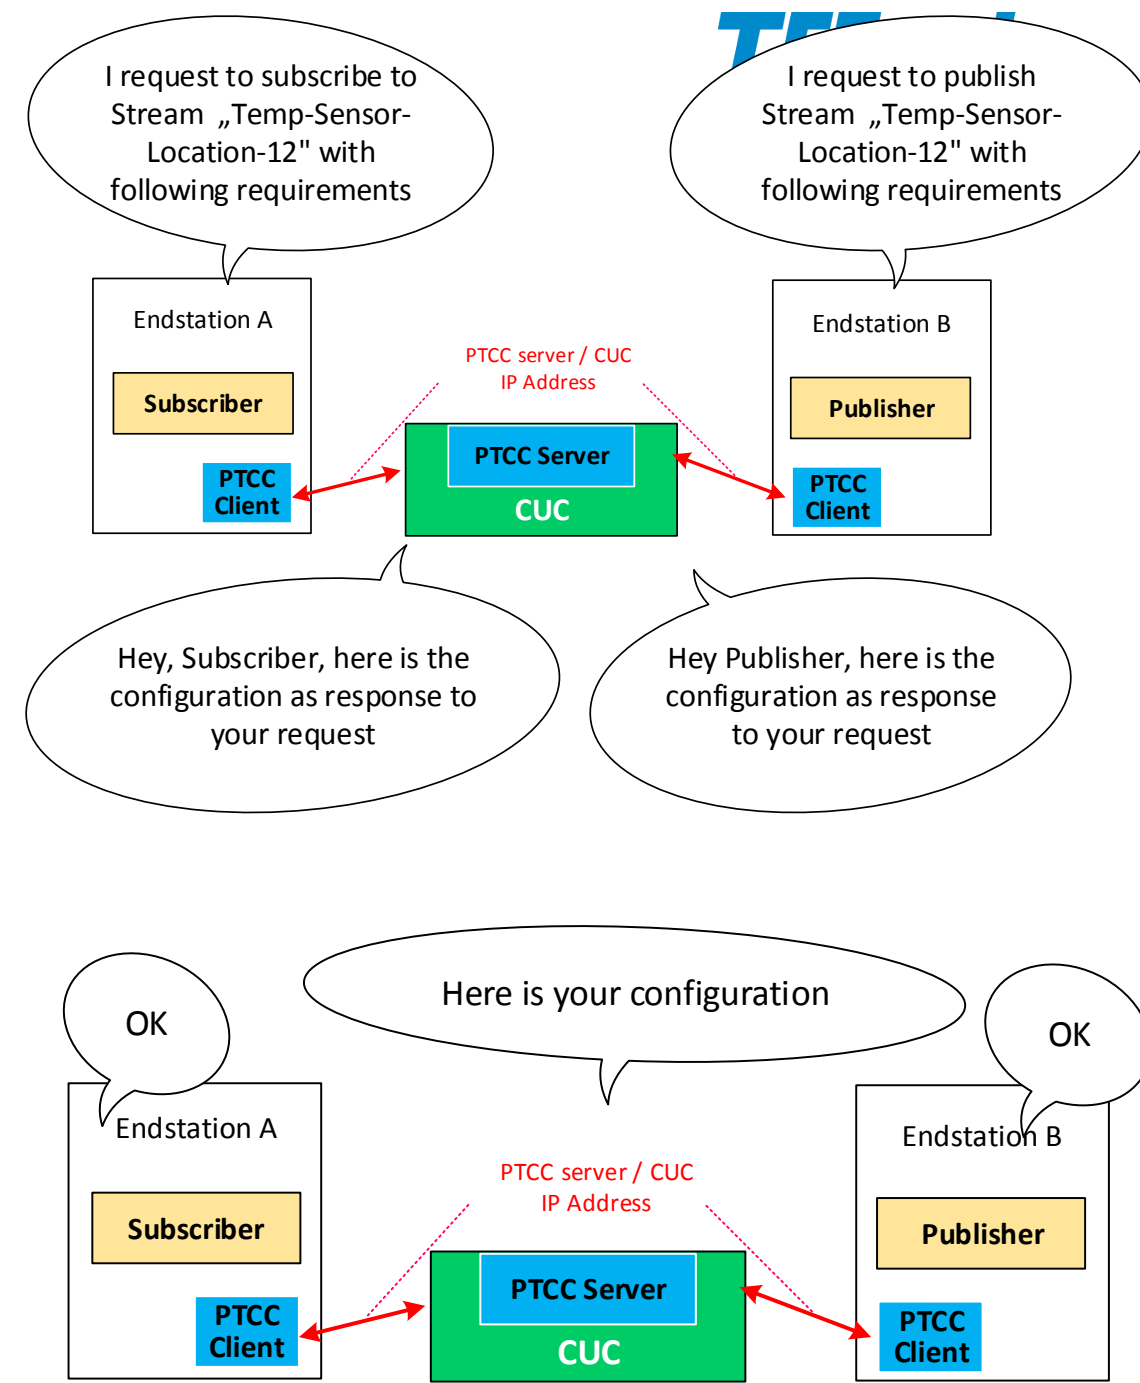 I request to subscribe to
Stream „Temp-Sensor-
Location-12" with
following requirements
I request to publish
Stream „Temp-Sensor-
Location-12" with
following requirements
Endstation A
Endstation B
PTCC server / CUC
IP Address
Subscriber
Publisher
PTCC Server
PTCC
Client
CUC
PTCC
Client
Hey, Subscriber, here is the
configuration as response to
your request
Hey Publisher, here is the
configuration as response
to your request
Here is your configuration
OK
OK
Endstation A
Endstation B
PTCC server / CUC
IP Address
Subscriber
Publisher
PTCC Server
PTCC
Client
CUC
PTCC
Client